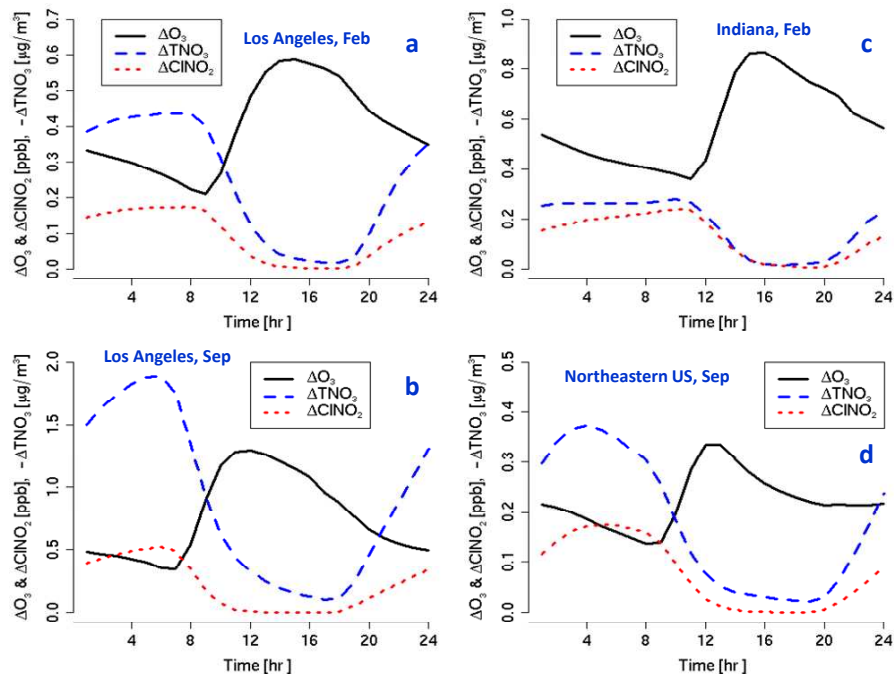 Los Angeles, Feb
a
ΔO₃
ΔTNO₃
ΔClNO₂
ΔO₃ & ΔClNO₂ [ppb], -ΔTNO₃ [µg/m³]
0.7
0.6
0.5
0.4
0.3
0.2
0.1
0.0
4 8 12 16 20 24
Time [hr]
Indiana, Feb
c
ΔO₃
ΔTNO₃
ΔClNO₂
ΔO₃ & ΔClNO₂ [ppb], -ΔTNO₃ [µg/m³]
1.0
0.8
0.6
0.4
0.2
0.0
4 8 12 16 20 24
Time [hr]
Los Angeles, Sep
b
ΔO₃
ΔTNO₃
ΔClNO₂
ΔO₃ & ΔClNO₂ [ppb], -ΔTNO₃ [µg/m³]
2.0
1.5
1.0
0.5
0.0
4 8 12 16 20 24
Time [hr]
Northeastern US, Sep
d
ΔO₃
ΔTNO₃
ΔClNO₂
ΔO₃ & ΔClNO₂ [ppb], -ΔTNO₃ [µg/m³]
0.5
0.4
0.3
0.2
0.1
0.0
4 8 12 16 20 24
Time [hr]